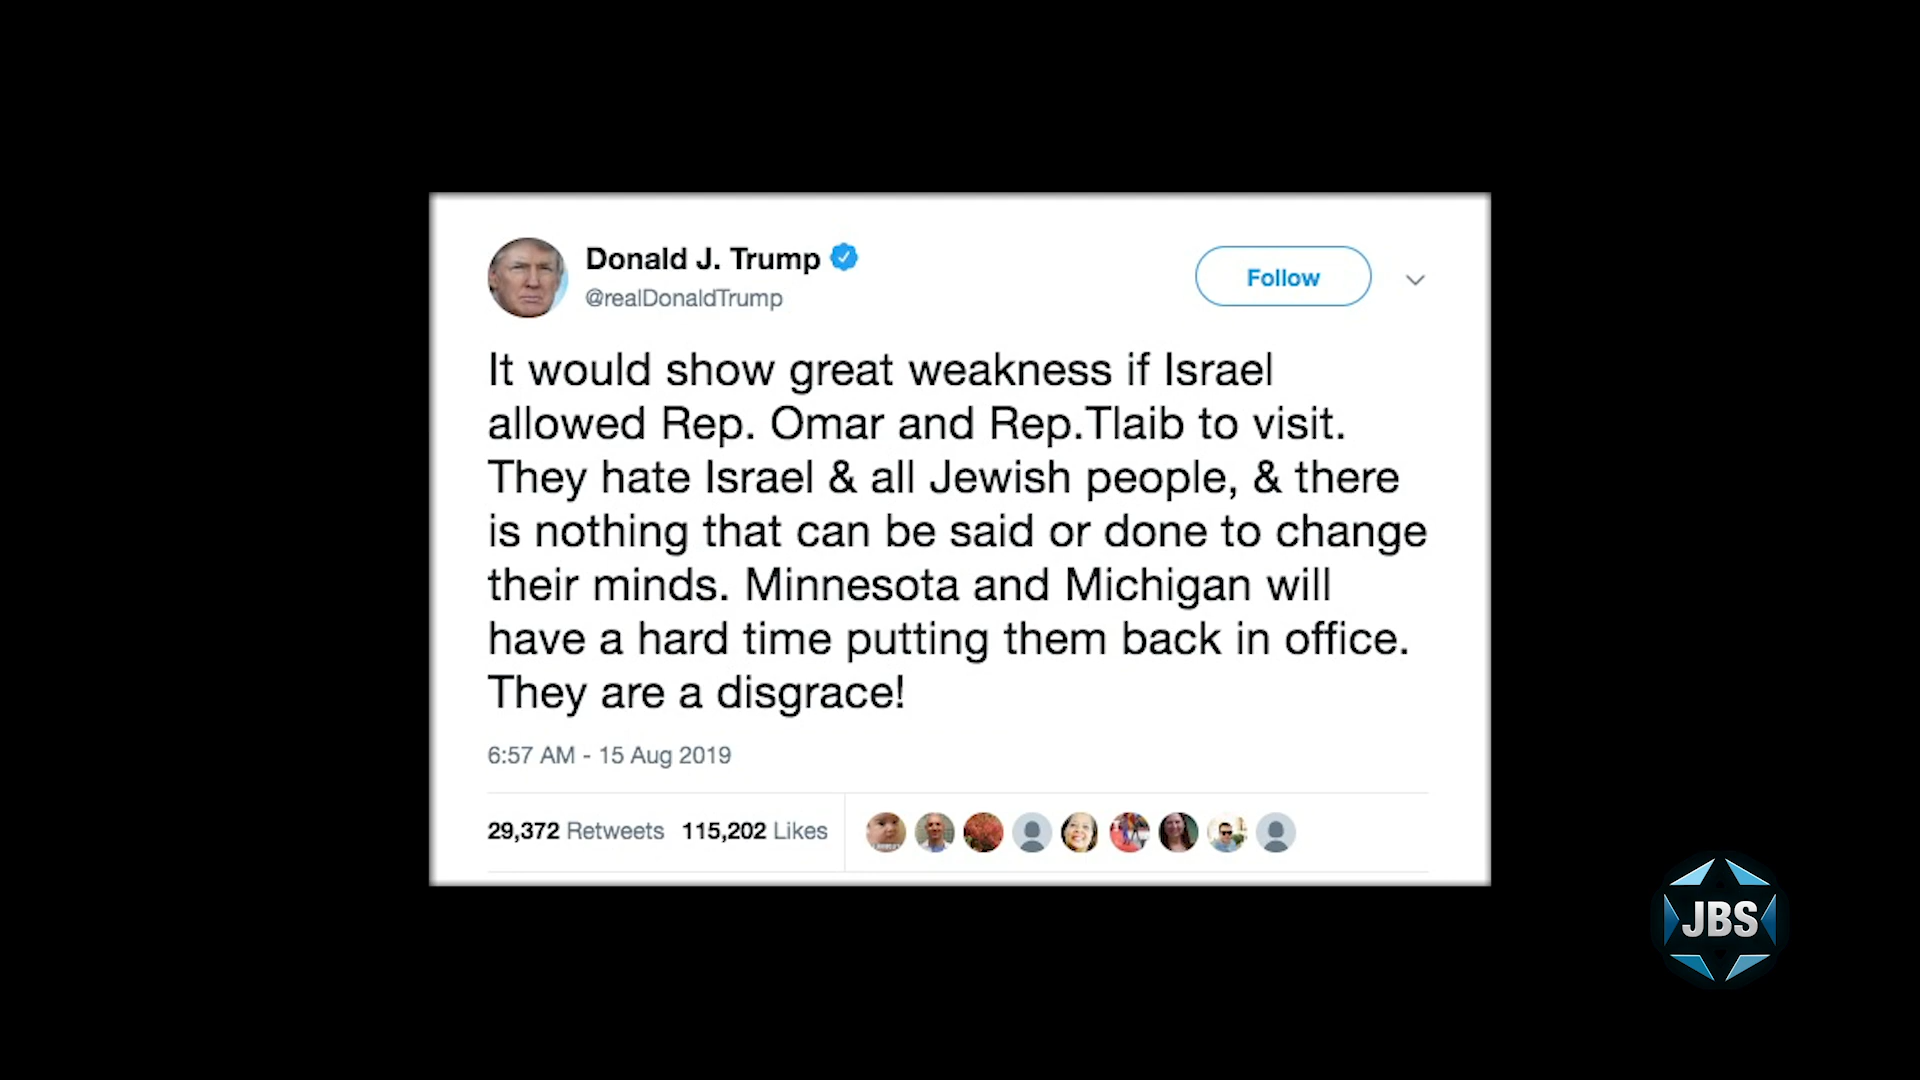 Donald J. Trump
@realDonaldTrump
Follow
It would show great weakness if Israel
allowed Rep. Omar and Rep.Tlaib to visit.
They hate Israel & all Jewish people, & there
is nothing that can be said or done to change
their minds. Minnesota and Michigan will
have a hard time putting them back in office.
They are a disgrace!
6:57 AM - 15 Aug 2019
29,372 Retweets 115,202 Likes
JBS